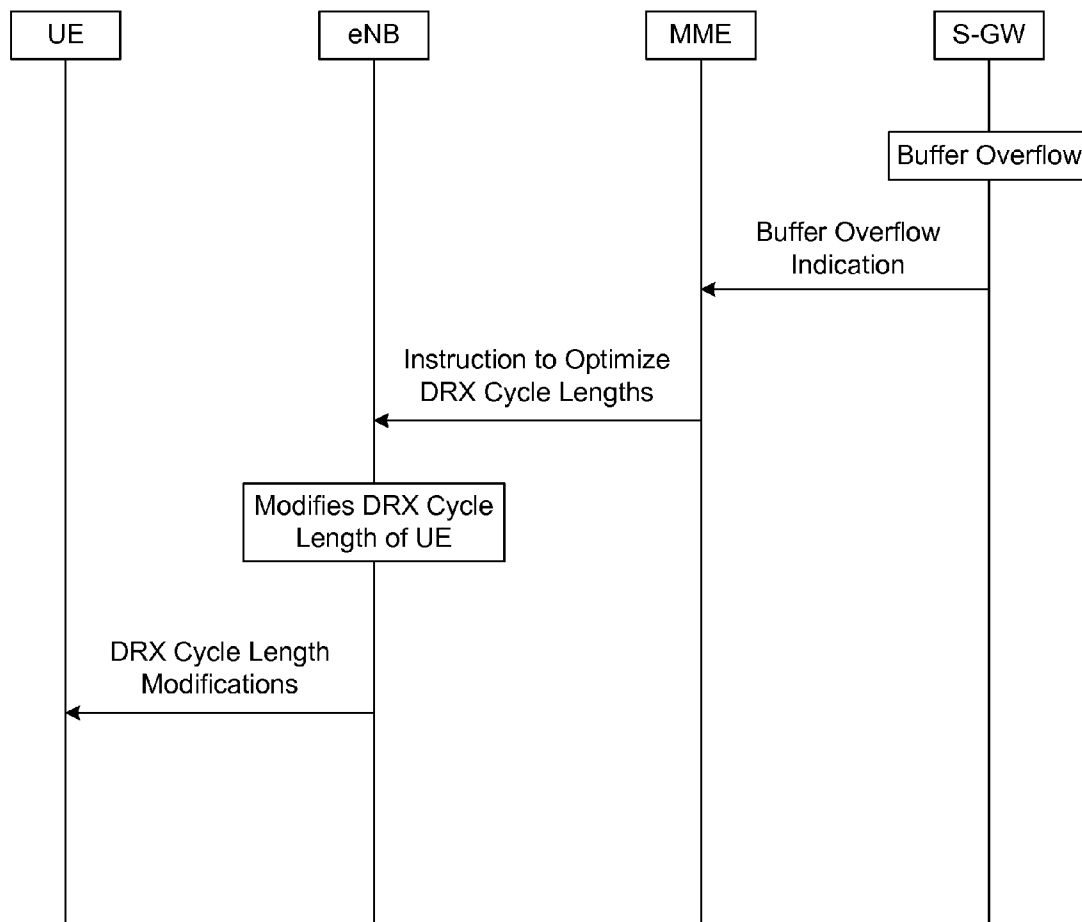 UE
eNB
MME
S-GW
Buffer Overflow
Buffer Overflow
Indication
Instruction to Optimize
DRX Cycle Lengths
Modifies DRX Cycle
Length of UE
DRX Cycle Length
Modifications